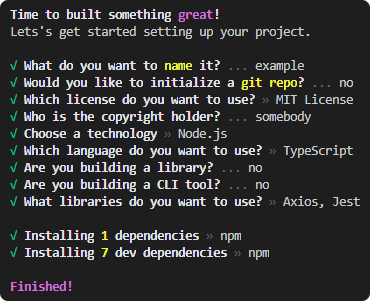 Time to built something great!
Lets's get started setting up your project.
√ What do you want to name it? ... example
√ Would you like to initialize a git repo? ... no
√ Which license do you want to use? » MIT License
√ Who is the copyright holder? ... somebody
√ Choose a technology » Node.js
√ Which language do you want to use? » TypeScript
√ Are you building a library? ... no
√ Are you building a CLI tool? ... no
√ What libraries do you want to use? » Axios, Jest
√ Installing 1 dependencies » npm
√ Installing 7 dev dependencies » npm
Finished!